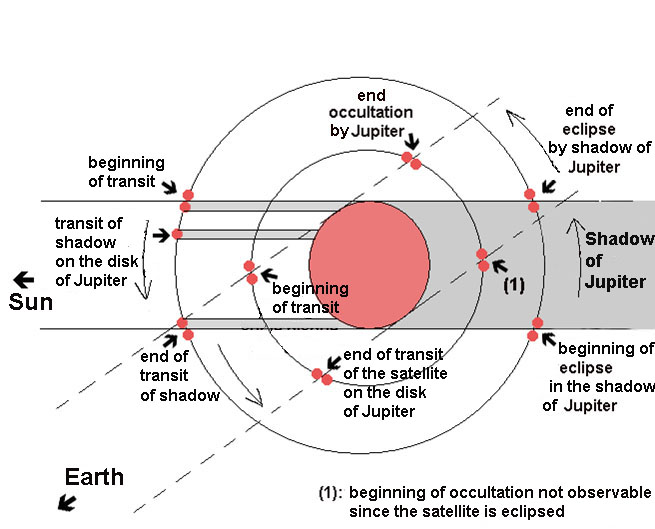 end
occultation
by Jupiter
end of
eclipse
by shadow of
Jupiter
beginning
of transit
transit of
shadow
on the disk
of Jupiter
Shadow
of
Jupiter
Sun
beginning
of transit
(1)
end of
transit
of shadow
end of transit
of the satellite
on the disk
of Jupiter
beginning of
eclipse
in the shadow
of Jupiter
Earth
(1): beginning of occultation not observable
since the satellite is eclipsed